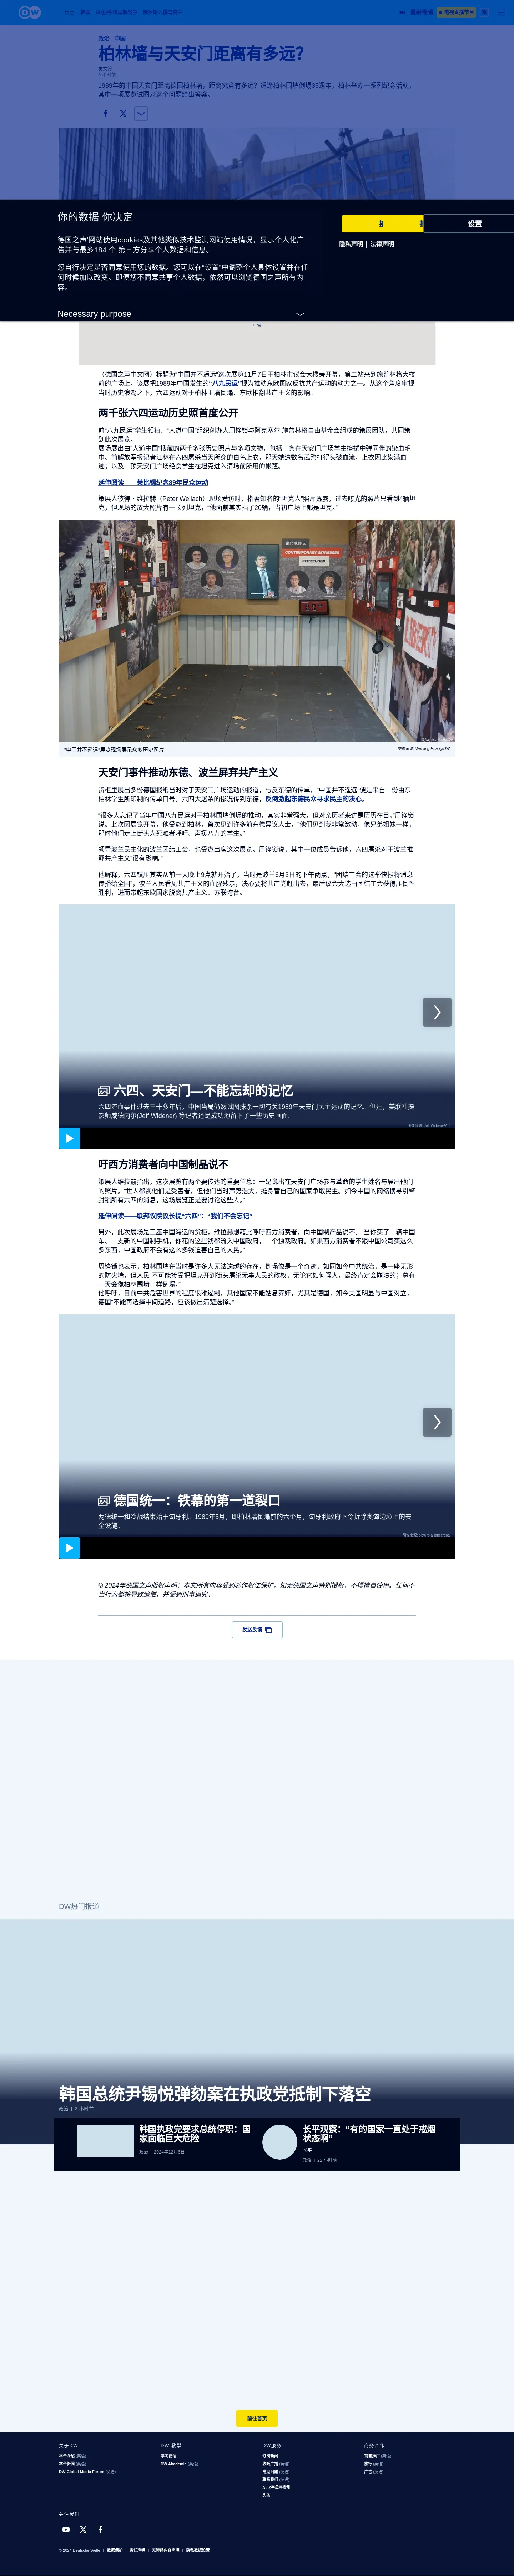 DW
政治 | 中国
柏林墙与天安门距离有多远？
1989年的中国天安门距离德国柏林墙，距离究竟有多远？适逢柏林围墙倒塌35週年，柏林举办一系列纪念活动，
其中一项展览试图对这个问题给出答案。
你的数据 你决定
德国之声'网站使用cookies及其他类似技术监测网站使用情况，显示个人化广
告并与最多184 个;第三方分享个人数据和信息。
您自行决定是否同意使用您的数据。您可以在“设置”中调整个人具体设置并在任
何时候加以改变。即便您不同意共享个人数据，依然可以浏览德国之声所有内
容。
Necessary purpose
设置
隐私声明 | 法律声明
广告
（德国之声中文网）标题为“中国并不遥远”这次展览11月7日于柏林市议会大楼旁开幕，第二站来到施普林格大楼
前的广场上。该展把1989年中国发生的“八九民运”视为推动东欧国家反抗共产运动的动力之一。从这个角度审视
当时历史浪潮之下，六四运动对于柏林围墙倒塌、东欧推翻共产主义的影响。
两千张六四运动历史照首度公开
前“八九民运”学生领袖、“人道中国”组织创办人周锋锁与阿克塞尔·施普林格自由基金会组成的策展团队，共同策
划此次展览。
展场展出由“人道中国”搜藏的两千多张历史照片与多项文物，包括一条在天安门广场学生擦拭中弹同伴的染血毛
巾、前解放军报记者江林在六四屠杀当天所穿的白色上衣，那天她遭数名武警打得头破血流，上衣因此染满血
迹；以及一顶天安门广场绝食学生在坦克进入清场前所用的帐篷。
延伸阅读——莱比锡纪念89年民众运动
策展人彼得・维拉赫（Peter Wellach）现场受访时，指著知名的“坦克人”照片透露，过去曝光的照片只看到4辆坦
克，但现场的放大照片有一长列坦克，“他面前其实挡了20辆，当初广场上都是坦克。”
當代見證人
CONTEMPORARY WITNESSES
ZEITZEUGEN
LIBERT
“中国并不遥远”展览现场展示众多历史图片
图像来源: Wenling Huang/DW
天安门事件推动东德、波兰屏弃共产主义
货柜里展出多份德国报纸当时对于天安门广场运动的报道，与反东德的传单，“中国并不遥远”便是来自一份由东
柏林学生所印制的传单口号。六四大屠杀的惨况传到东德，反倒激起东德民众寻求民主的决心。
“很多人忘记了当年中国八九民运对于柏林围墙倒塌的推动，其实非常强大，但对亲历者来讲是历历在目，”周锋锁
说。此次因展览开幕，他受邀到柏林，首次见到许多前东德异议人士，“他们见到我非常激动，像兄弟姐妹一样，
那时他们走上街头为死难者呼吁、声援八九的学生。”
领导波兰民主化的波兰团结工会，也受邀出席这次展览。周锋锁说，其中一位成员告诉他，六四屠杀对于波兰推
翻共产主义“很有影响。”
他解释，六四镇压其实从前一天晚上9点就开始了，当时是波兰6月3日的下午两点，“团结工会的选举快报将消息
传播给全国”，波兰人民看见共产主义的血腥残暴，决心要将共产党赶出去，最后议会大选由团结工会获得压倒性
胜利，进而带起东欧国家脱离共产主义、苏联垮台。
六四、天安门—不能忘却的记忆
六四流血事件过去三十多年后，中国当局仍然试图抹杀一切有关1989年天安门民主运动的记忆。但是，美联社摄
影师威德内尔(Jeff Widener) 等记者还是成功地留下了一些历史画面。
图像来源: Jeff Widener/AP
吁西方消费者向中国制品说不
策展人维拉赫指出，这次展览有两个要传达的重要信息：一是说出在天安门广场参与革命的学生姓名与展出他们
的照片。“世人都视他们是受害者，但他们当时声势浩大，挺身替自己的国家争取民主。如今中国的网络搜寻引擎
封锁所有六四的消息，这场展览正是要讨论这些人。”
延伸阅读——联邦议院议长提“六四”：“我们不会忘记”
另外，此次展场是三座中国海运的货柜，维拉赫想藉此呼吁西方消费者，向中国制产品说不。“当你买了一辆中国
车、一支新的中国制手机，你花的这些钱都流入中国政府，一个独裁政府。如果西方消费者不跟中国公司买这么
多东西，中国政府不会有这么多钱迫害自己的人民。”
周锋锁也表示，柏林围墙在当时是许多人无法逾越的存在，倒塌像是一个奇迹，如同如今中共统治，是一座无形
的防火墙，但人民“不可能接受把坦克开到街头屠杀无辜人民的政权，无论它如何强大，最终肯定会崩溃的；总有
一天会像柏林围墙一样倒塌。”
他呼吁，目前中共危害世界的程度很难遏制，其他国家不能姑息养奸，尤其是德国，如今美国明显与中国对立，
德国“不能再选择中间道路，应该做出清楚选择。”
德国统一：铁幕的第一道裂口
两德统一和冷战结束始于匈牙利。1989年5月，即柏林墙倒塌前的六个月，匈牙利政府下令拆除奥匈边境上的安
全设施。
© 2024年德国之声版权声明：本文所有内容受到著作权法保护，如无德国之声特别授权，不得擅自使用。任何不
当行为都将导致追偿，并受到刑事追究。
发送反馈
DW热门报道
韩国总统尹锡悦弹劾案在执政党抵制下落空
政治 | 2 小时前
韩国执政党要求总统停职：国
家面临巨大危险
政治 | 2024年12月6日
长平观察：“有的国家一直处于戒烟
状态啊”
长平
政治 | 22 小时前
前往首页
关于DW
本台介绍 (英语)
本台新闻 (英语)
DW Global Media Forum (英语)
DW 教学
学习德语
DW Akademie (英语)
DW服务
订阅新闻
收听广播 (英语)
常见问题 (英语)
联系我们 (英语)
A - Z字母序索引
头条
商务合作
销售推广 (英语)
旅行 (英语)
广告 (英语)
关注我们
© 2024 Deutsche Welle | 数据保护 | 责任声明 | 无障碍内容声明 | 隐私数据设置